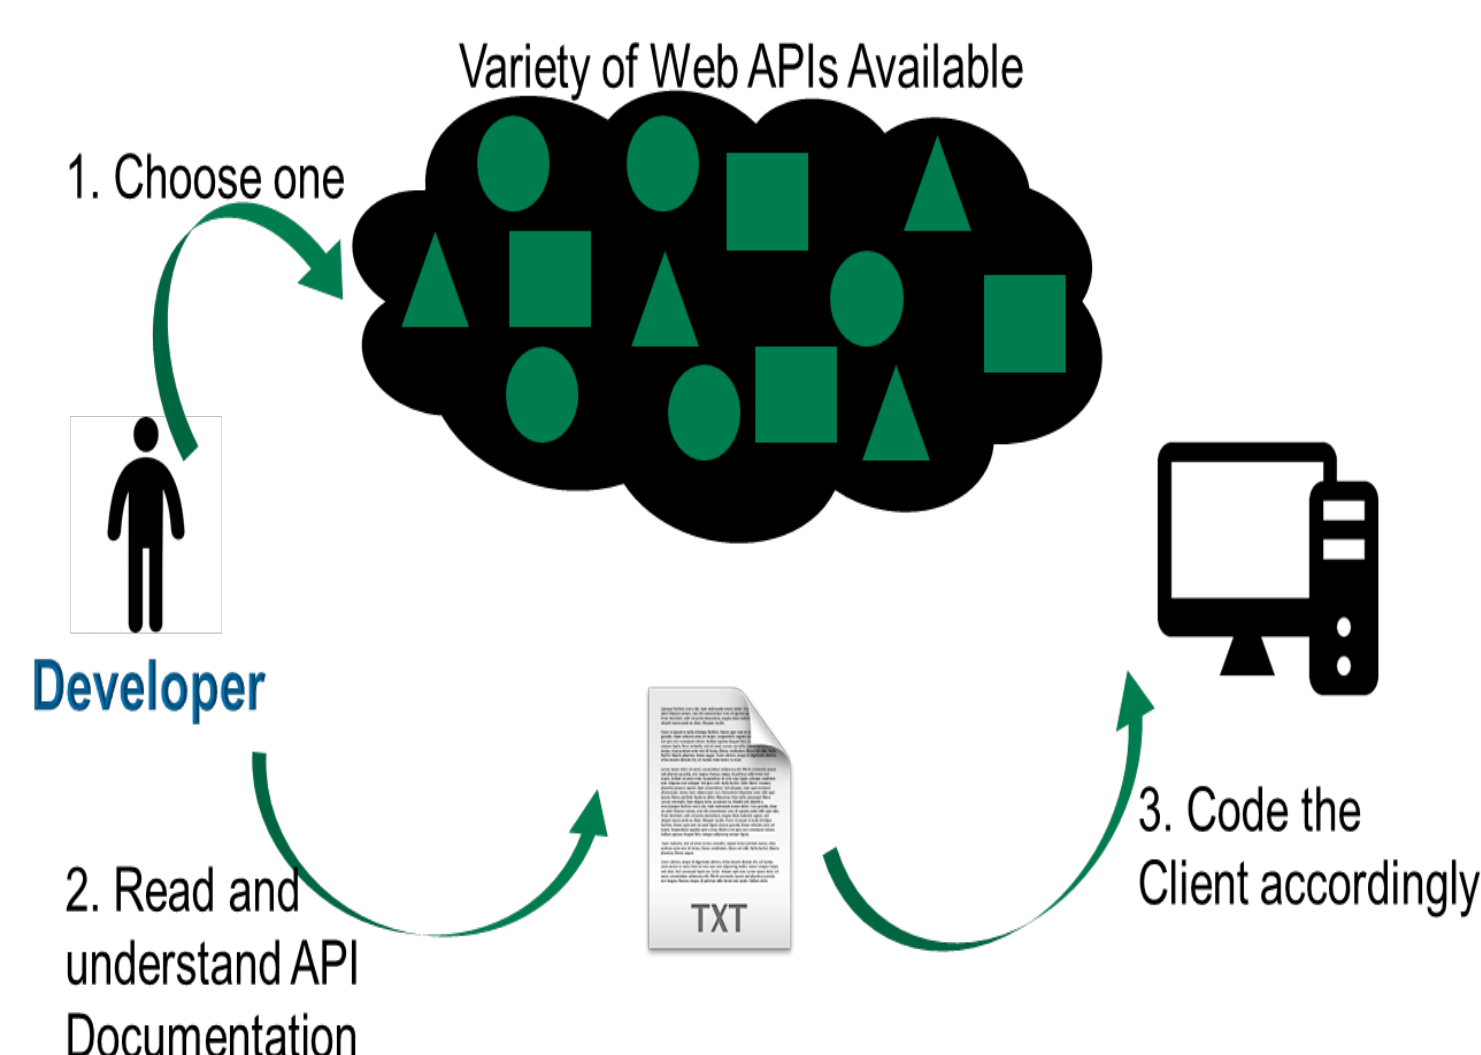 Variety of Web APIs Available
1. Choose one
Developer
2. Read and
understand API
Documentation
TXT
3. Code the
Client accordingly